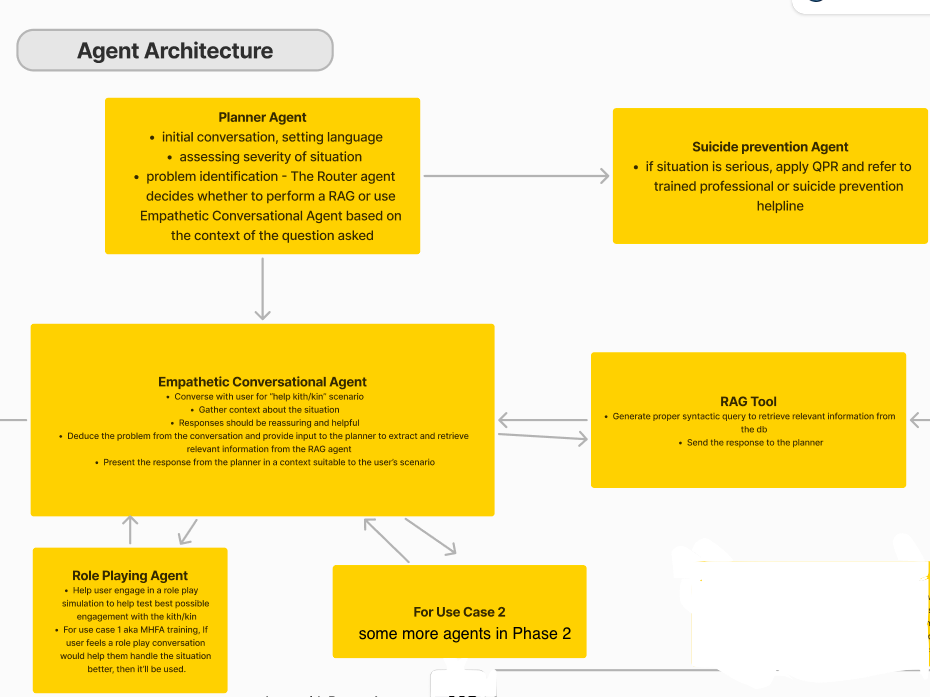 Agent Architecture
Planner Agent
• initial conversation, setting language
• assessing severity of situation
• problem identification - The Router agent
decides whether to perform a RAG or use
Empathetic Conversational Agent based on
the context of the question asked
Suicide prevention Agent
• if situation is serious, apply QPR and refer to
trained professional or suicide prevention
helpline
Empathetic Conversational Agent
• Converse with user for "help kith/kin" scenario
• Gather context about the situation
• Responses should be reassuring and helpful
• Deduce the problem from the conversation and provide input to the planner to extract and retrieve
relevant information from the RAG agent
• Present the response from the planner in a context suitable to the user's scenario
RAG Tool
• Generate proper syntactic query to retrieve relevant information from
the db
• Send the response to the planner
Role Playing Agent
• Help user engage in a role play
simulation to help test best possible
engagement with the kith/kin
• For use case 1 aka MHFA training, If
user feels a role play conversation
would help them handle the situation
better, then it'll be used.
For Use Case 2
some more agents in Phase 2